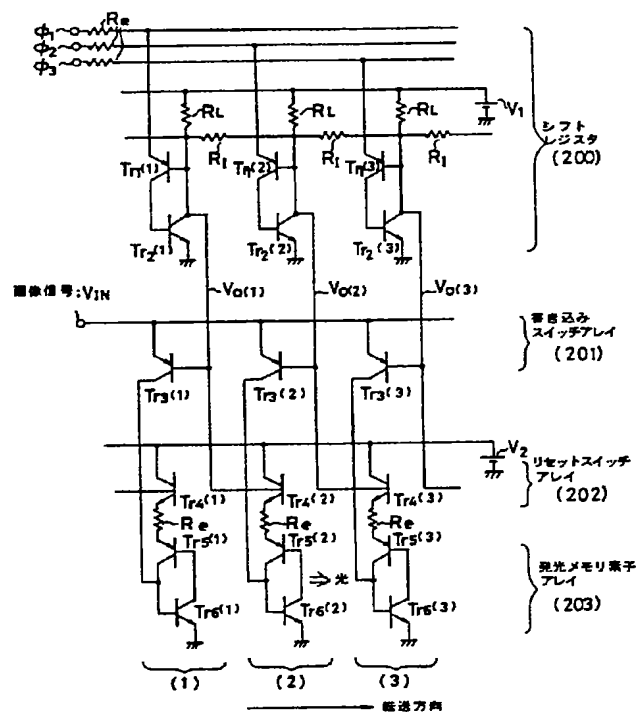 Φ1 Re
Φ2
Φ3
RL RL RL V1
RI RI RI
シフト
レジスタ
(200)
Tr1(1) Tr1(2) Tr1(3)
Tr2(1) Tr2(2) Tr2(3)
画像信号:VIN
VO(1) VO(2) VO(3)
書き込み
スイッチアレイ
(201)
Tr3(1) Tr3(2) Tr3(3)
V2
リセットスイッチ
アレイ
(202)
Tr4(1) Tr4(2) Tr4(3)
Re Re Re
Tr5(1) Tr5(2) Tr5(3)
⇒光
発光メモリ素子
アレイ
(203)
Tr6(1) Tr6(2) Tr6(3)
(1) (2) (3)
転送方向